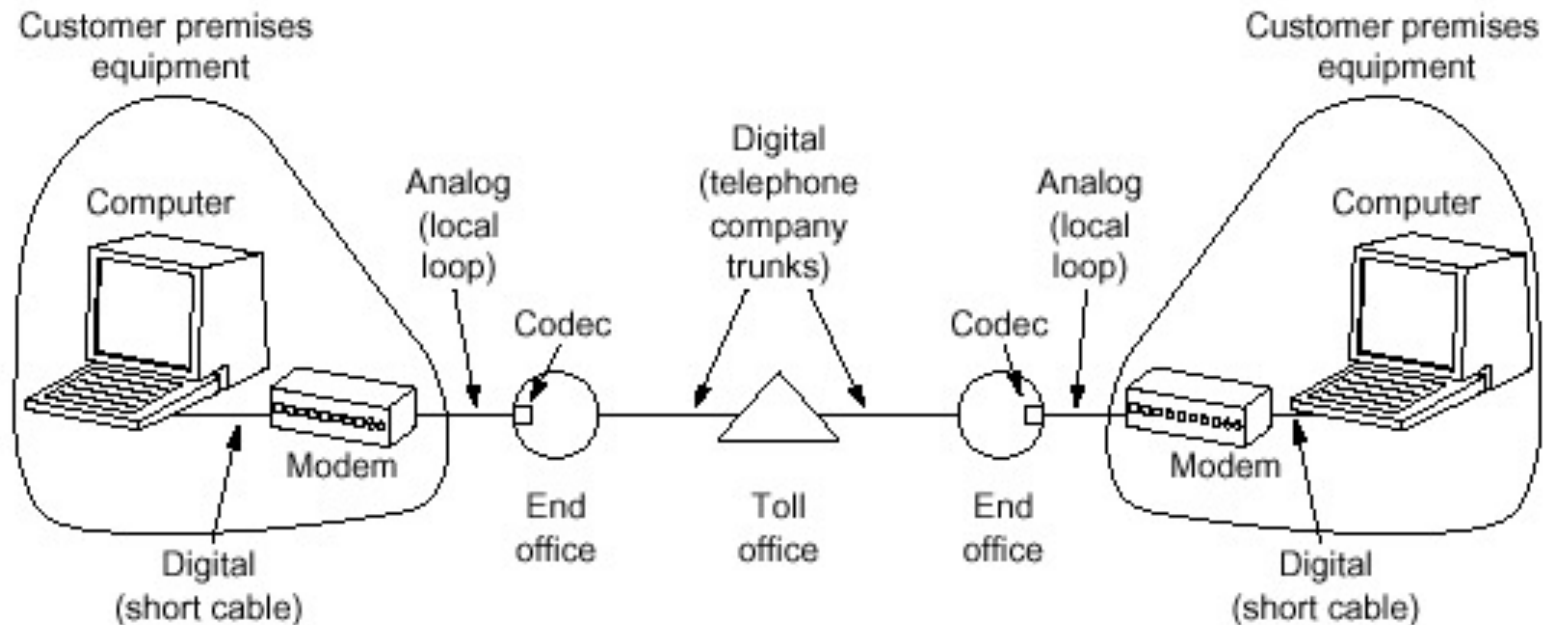 Customer premises
equipment
Customer premises
equipment
Digital
(telephone
company
trunks)
Analog
(local
loop)
Analog
(local
loop)
Computer
Computer
Codec
Codec
Modem
Modem
End
office
Toll
office
End
office
Digital
(short cable)
Digital
(short cable)